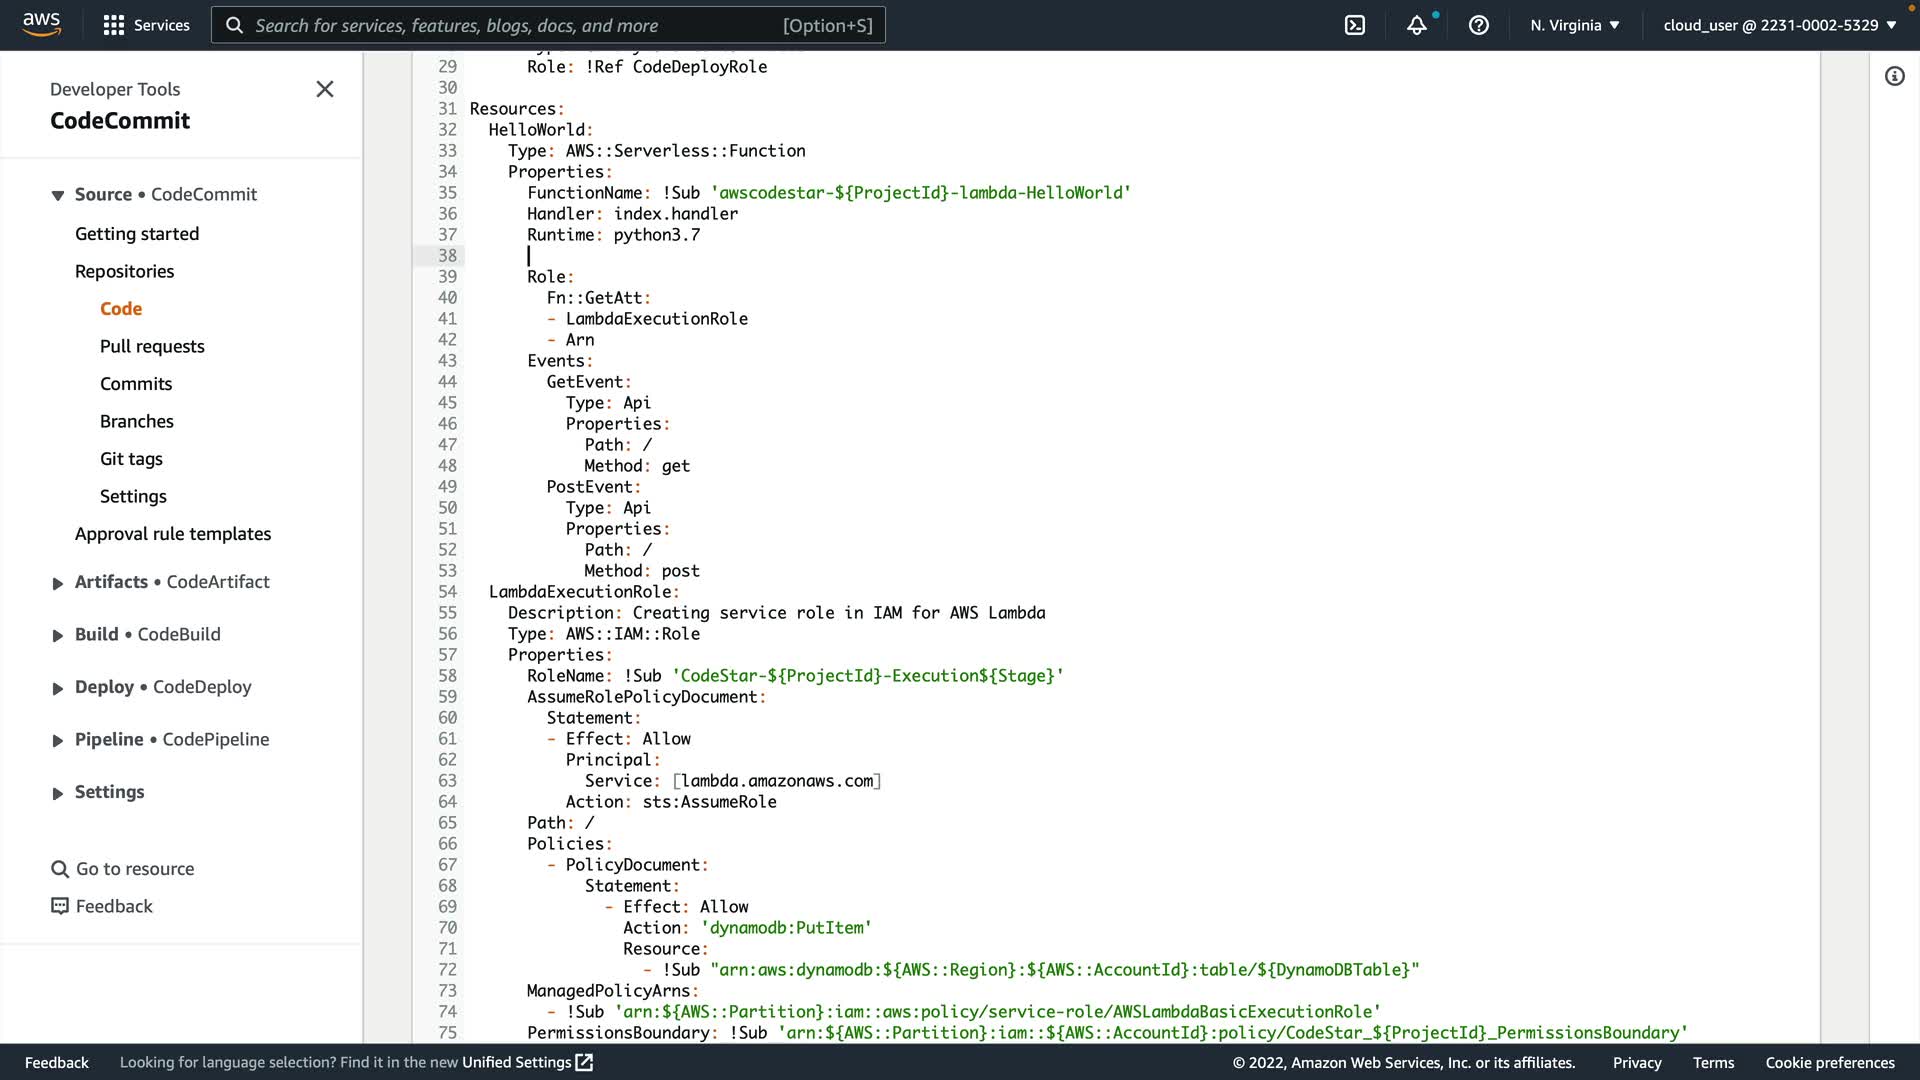 aws
Services
Search for services, features, blogs, docs, and more
[Option+S]
N. Virginia
cloud_user @ 2231-0002-5329
Developer Tools
CodeCommit
Source • CodeCommit
Getting started
Repositories
Code
Pull requests
Commits
Branches
Git tags
Settings
Approval rule templates
Artifacts • CodeArtifact
Build • CodeBuild
Deploy • CodeDeploy
Pipeline • CodePipeline
Settings
Go to resource
Feedback
29 Role: !Ref CodeDeployRole
30
31 Resources:
32 HelloWorld:
33 Type: AWS::Serverless::Function
34 Properties:
35 FunctionName: !Sub 'awscodestar-${ProjectId}-lambda-HelloWorld'
36 Handler: index.handler
37 Runtime: python3.7
38
39 Role:
40 Fn::GetAtt:
41 - LambdaExecutionRole
42 - Arn
43 Events:
44 GetEvent:
45 Type: Api
46 Properties:
47 Path: /
48 Method: get
49 PostEvent:
50 Type: Api
51 Properties:
52 Path: /
53 Method: post
54 LambdaExecutionRole:
55 Description: Creating service role in IAM for AWS Lambda
56 Type: AWS::IAM::Role
57 Properties:
58 RoleName: !Sub 'CodeStar-${ProjectId}-Execution${Stage}'
59 AssumeRolePolicyDocument:
60 Statement:
61 - Effect: Allow
62 Principal:
63 Service: [lambda.amazonaws.com]
64 Action: sts:AssumeRole
65 Path: /
66 Policies:
67 - PolicyDocument:
68 Statement:
69 - Effect: Allow
70 Action: 'dynamodb:PutItem'
71 Resource:
72 - !Sub "arn:aws:dynamodb:${AWS::Region}:${AWS::AccountId}:table/${DynamoDBTable}"
73 ManagedPolicyArns:
74 - !Sub 'arn:${AWS::Partition}:iam::aws:policy/service-role/AWSLambdaBasicExecutionRole'
75 PermissionsBoundary: !Sub 'arn:${AWS::Partition}:iam::${AWS::AccountId}:policy/CodeStar_${ProjectId}_PermissionsBoundary'
Feedback
Looking for language selection? Find it in the new Unified Settings
© 2022, Amazon Web Services, Inc. or its affiliates.
Privacy
Terms
Cookie preferences